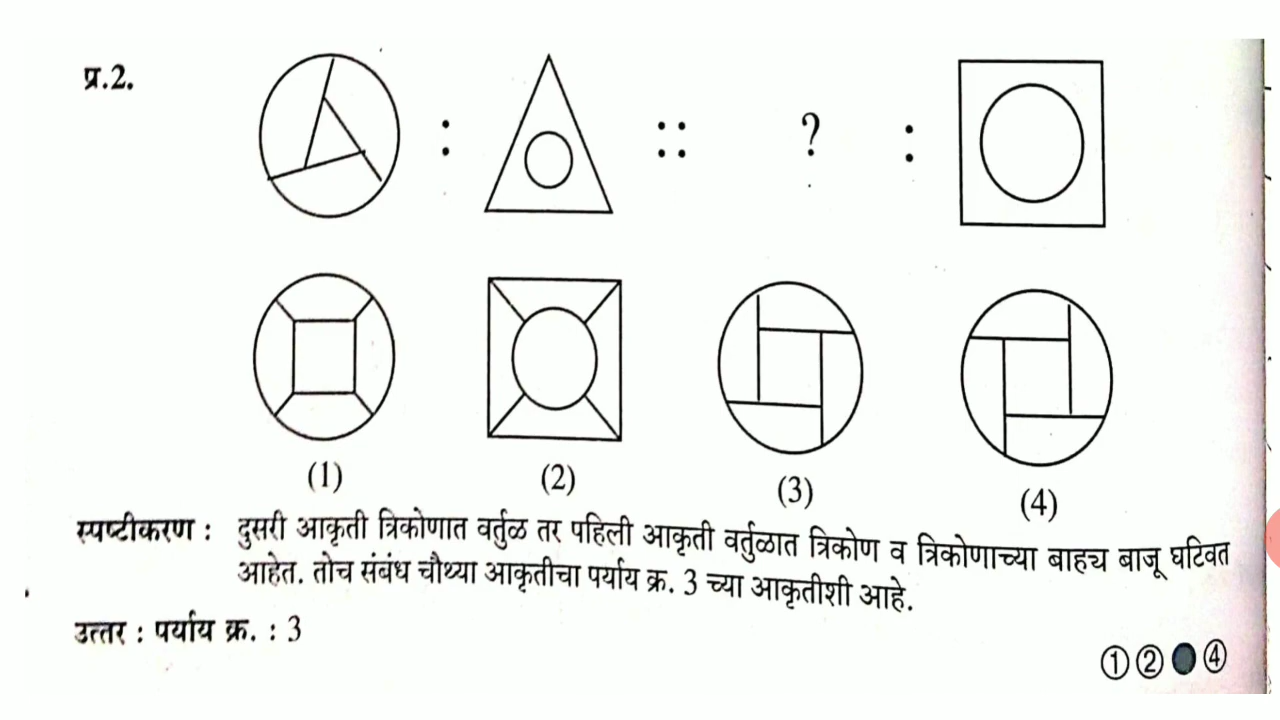 प्र.2.
: :: ? :
(1) (2) (3) (4)
स्पष्टीकरण : दुसरी आकृती त्रिकोणात वर्तुळ तर पहिली आकृती वर्तुळात त्रिकोण व त्रिकोणाच्या बाह्य बाजू घटिवत
आहेत. तोच संबंध चौथ्या आकृतीचा पर्याय क्र. 3 च्या आकृतीशी आहे.
उत्तर : पर्याय क्र. : 3
① ② ● ④